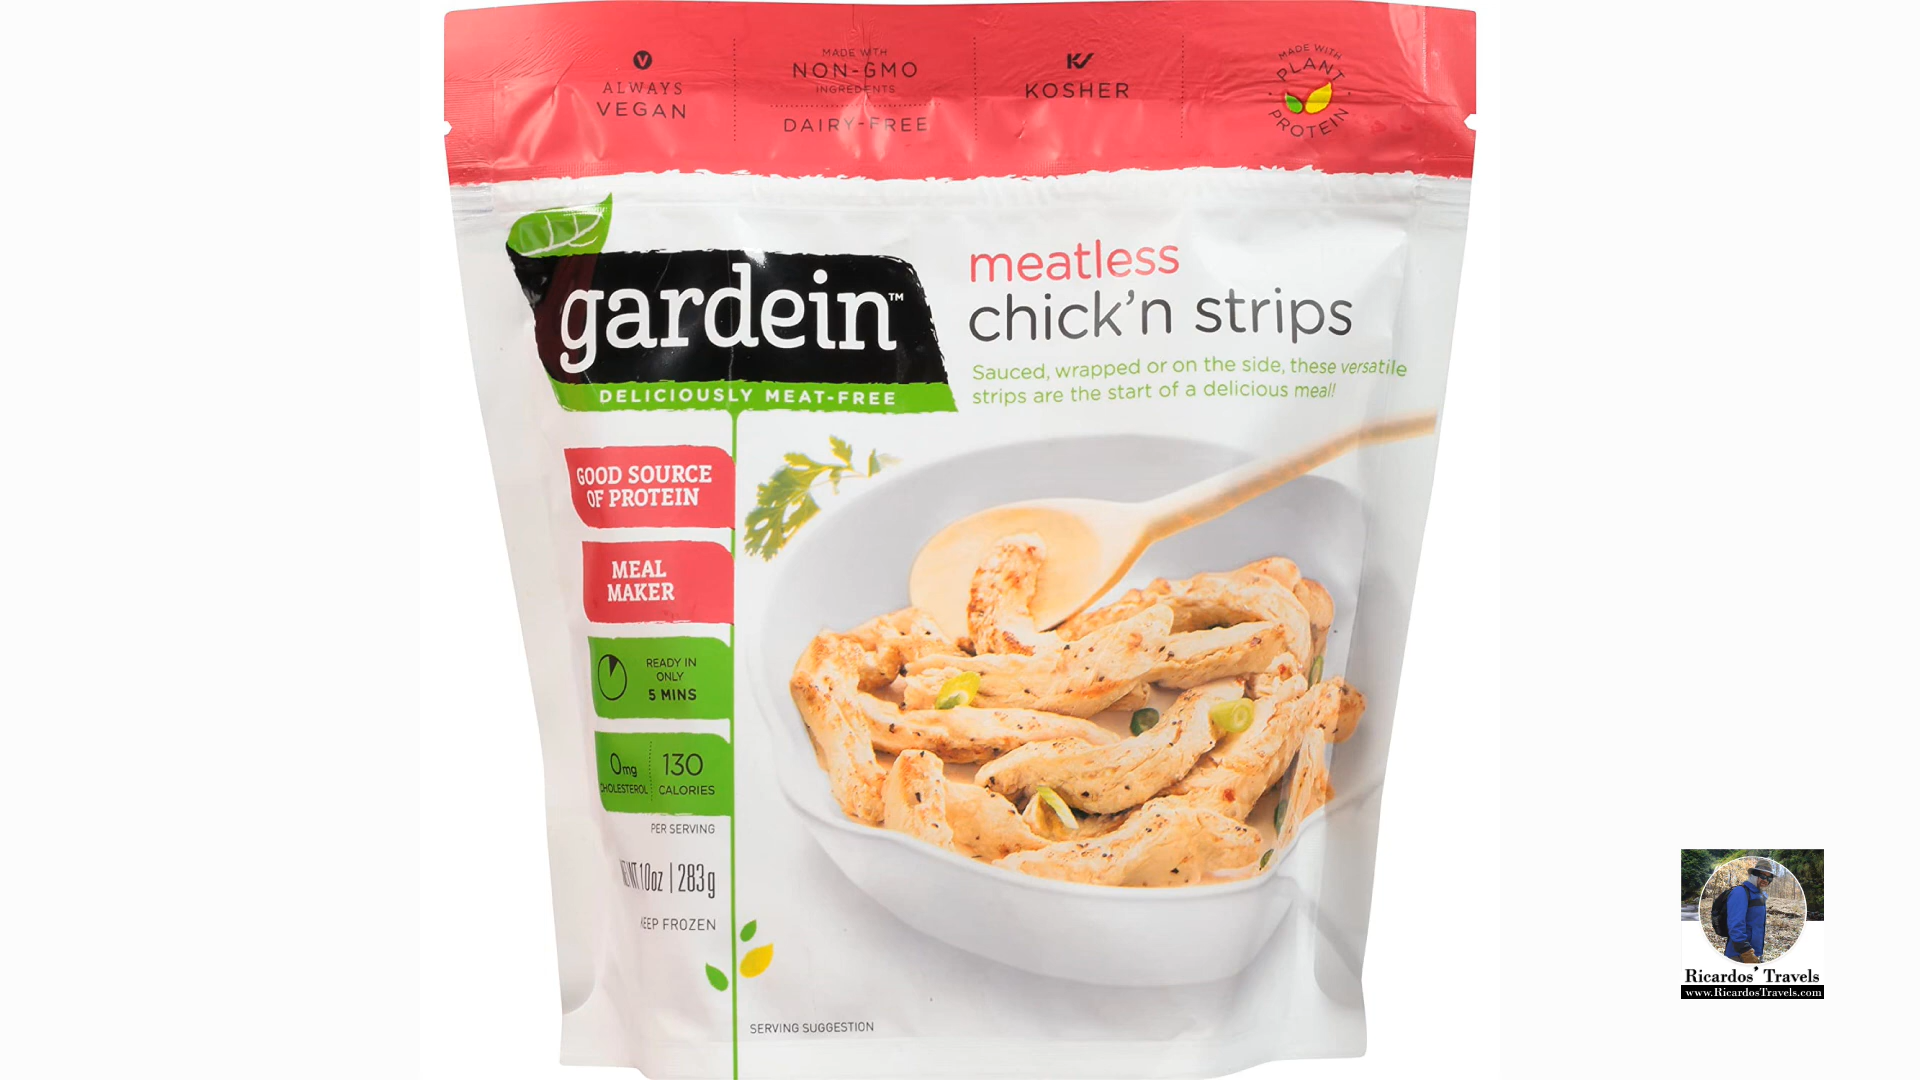 ALWAYS
VEGAN
MADE WITH
NON-GMO
INGREDIENTS
DAIRY-FREE
KOSHER
MADE WITH
PLANT
PROTEIN
gardein™
DELICIOUSLY MEAT-FREE
meatless
chick'n strips
Sauced, wrapped or on the side, these versatile
strips are the start of a delicious meal!
GOOD SOURCE
OF PROTEIN
MEAL
MAKER
READY IN
ONLY
5 MINS
0mg
CHOLESTEROL
130
CALORIES
PER SERVING
NET WT 10oz | 283g
KEEP FROZEN
SERVING SUGGESTION
Ricardos' Travels
www.RicardosTravels.com